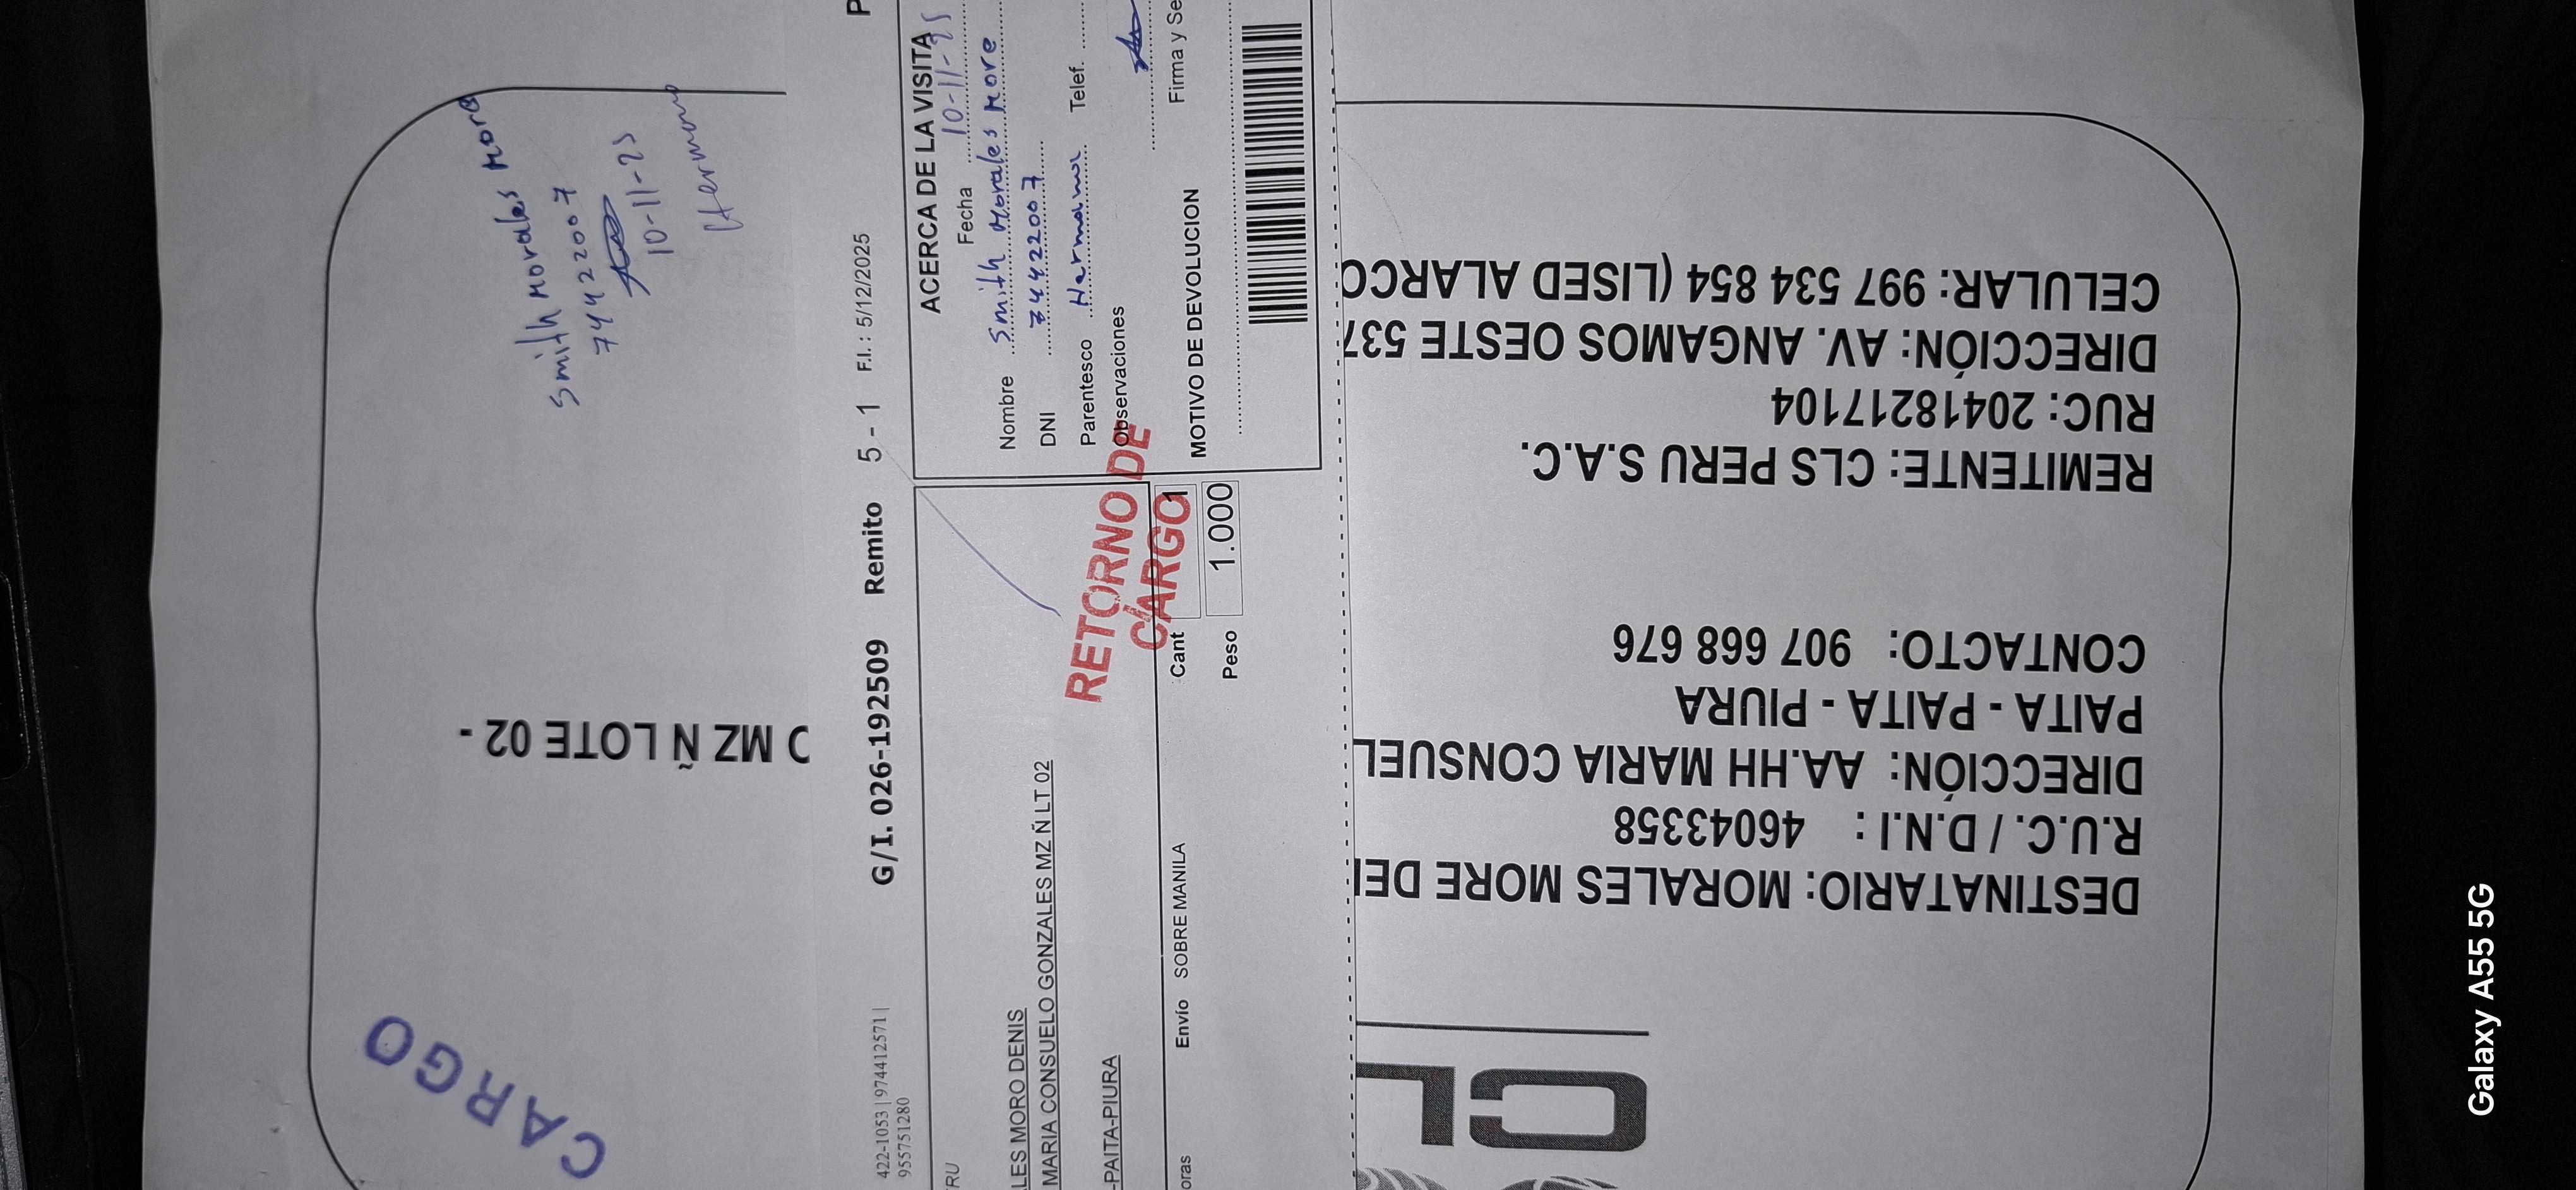 CARGO
Smith Morales More
74422007
10-11-25
Hermano
O MZ Ñ LOTE 02 -
422-1053 | 974412571 |
955751280
G/I. 026-192509 Remito 5 - 1 F.I. : 5/12/2025 P
RU
LES MORO DENIS
MARIA CONSUELO GONZALES MZ Ñ LT 02
-PAITA-PIURA
oras Envío SOBRE MANILA Cant 1
Peso 1.000
RETORNO DE
CARGO
ACERCA DE LA VISITA
Fecha 10-11-25
Nombre Smith Morales More
DNI 74422007
Parentesco Hermano Telef.
Observaciones
Firma y Se
MOTIVO DE DEVOLUCION
CELULAR: 997 534 854 (LISED ALARCO
DIRECCIÓN: AV. ANGAMOS OESTE 537
RUC: 20418217104
REMITENTE: CLS PERU S.A.C.
CONTACTO: 907 668 676
PAITA - PAITA - PIURA
DIRECCIÓN: AA.HH MARIA CONSUEL
R.U.C. / D.N.I : 46043358
DESTINATARIO: MORALES MORE DEI
CL
Galaxy A55 5G